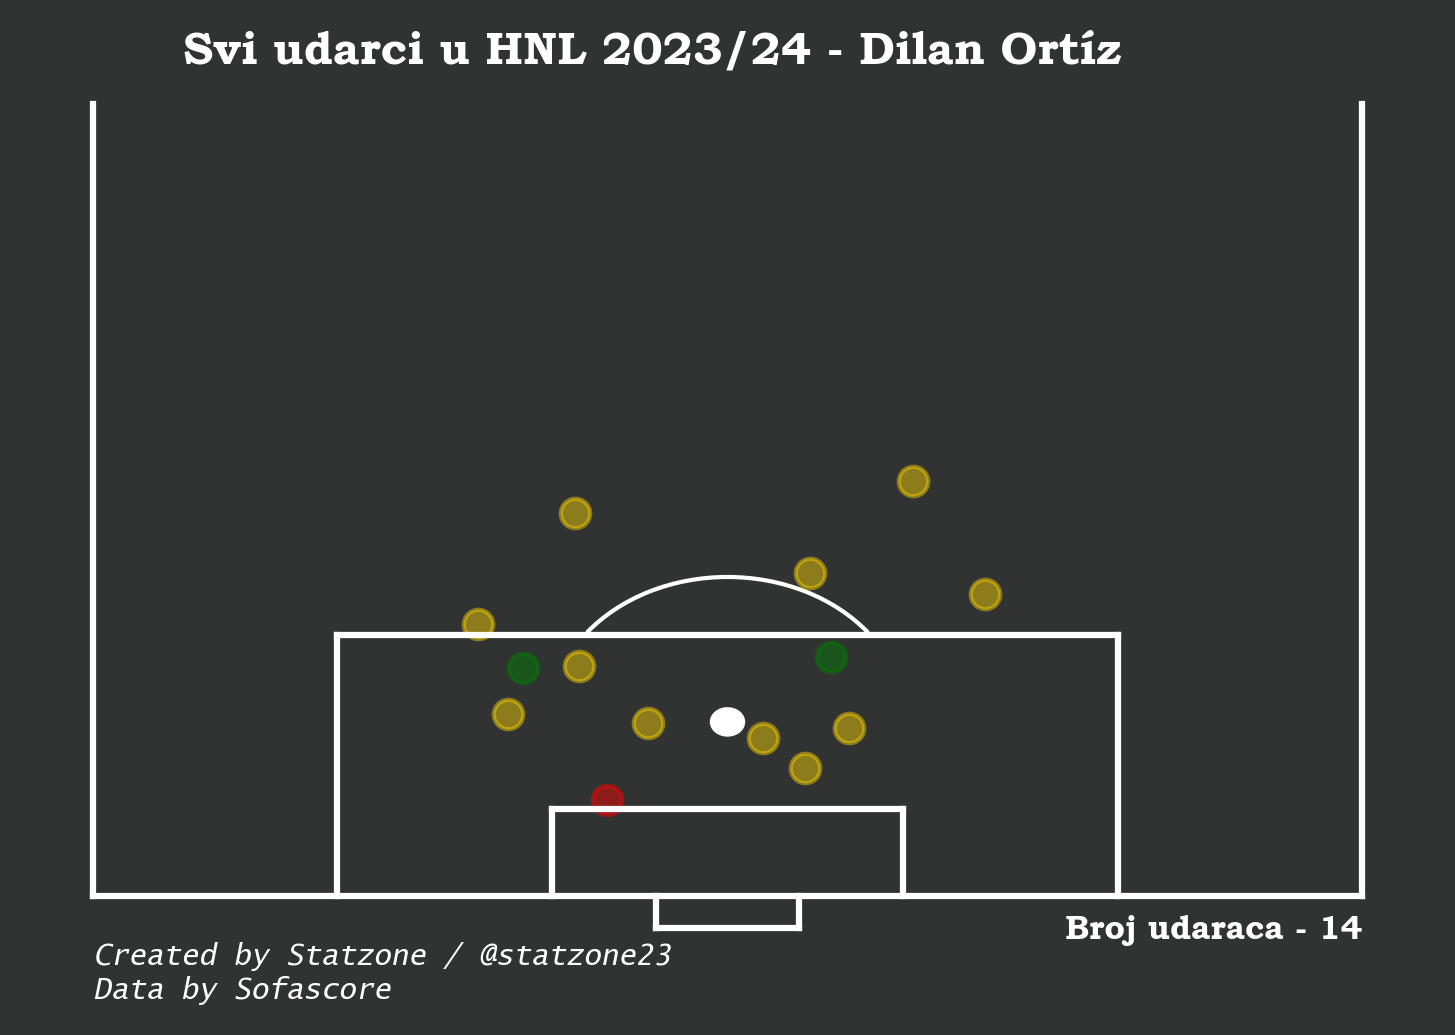 Svi udarci u HNL 2023/24 - Dilan Ortíz
Broj udaraca - 14
Created by Statzone / @statzone23
Data by Sofascore